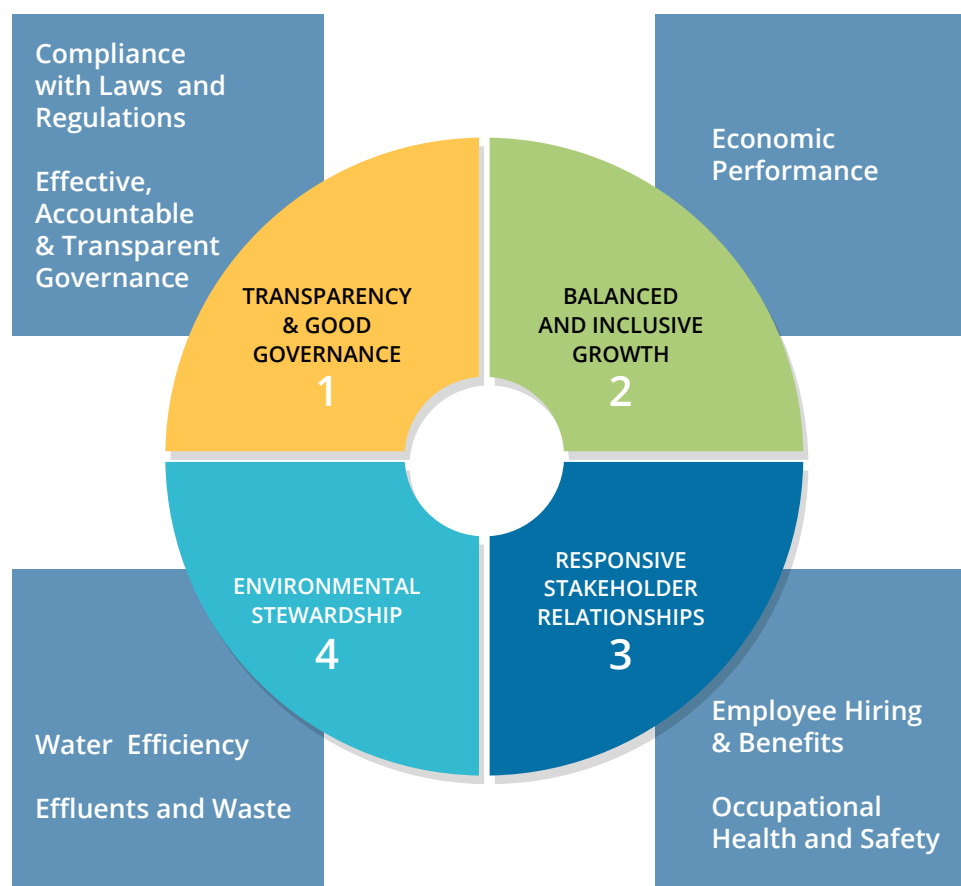 Compliance
with Laws and
Regulations
Effective,
Accountable
& Transparent
Governance
Economic
Performance
TRANSPARENCY
& GOOD
GOVERNANCE
1
BALANCED
AND INCLUSIVE
GROWTH
2
ENVIRONMENTAL
STEWARDSHIP
4
RESPONSIVE
STAKEHOLDER
RELATIONSHIPS
3
Water Efficiency
Effluents and Waste
Employee Hiring
& Benefits
Occupational
Health and Safety